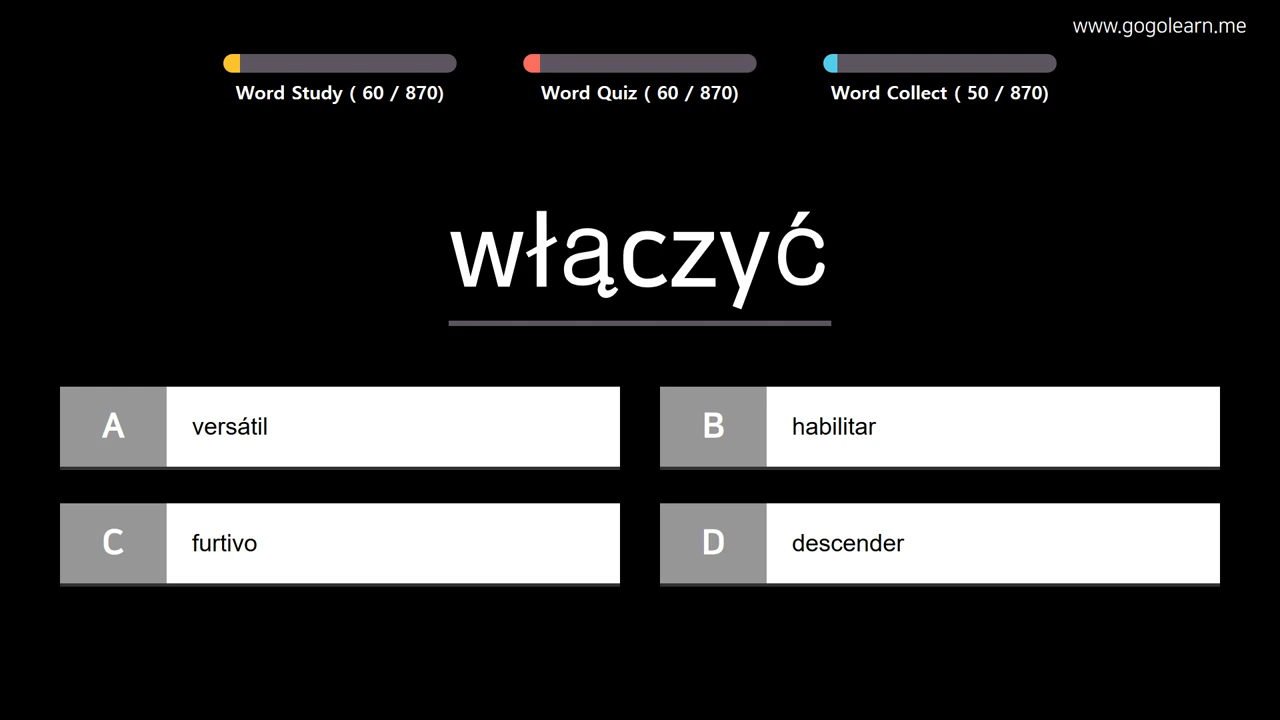 www.gogolearn.me
Word Study ( 60 / 870)
Word Quiz ( 60 / 870)
Word Collect ( 50 / 870)
włączyć
A versátil
B habilitar
C furtivo
D descender